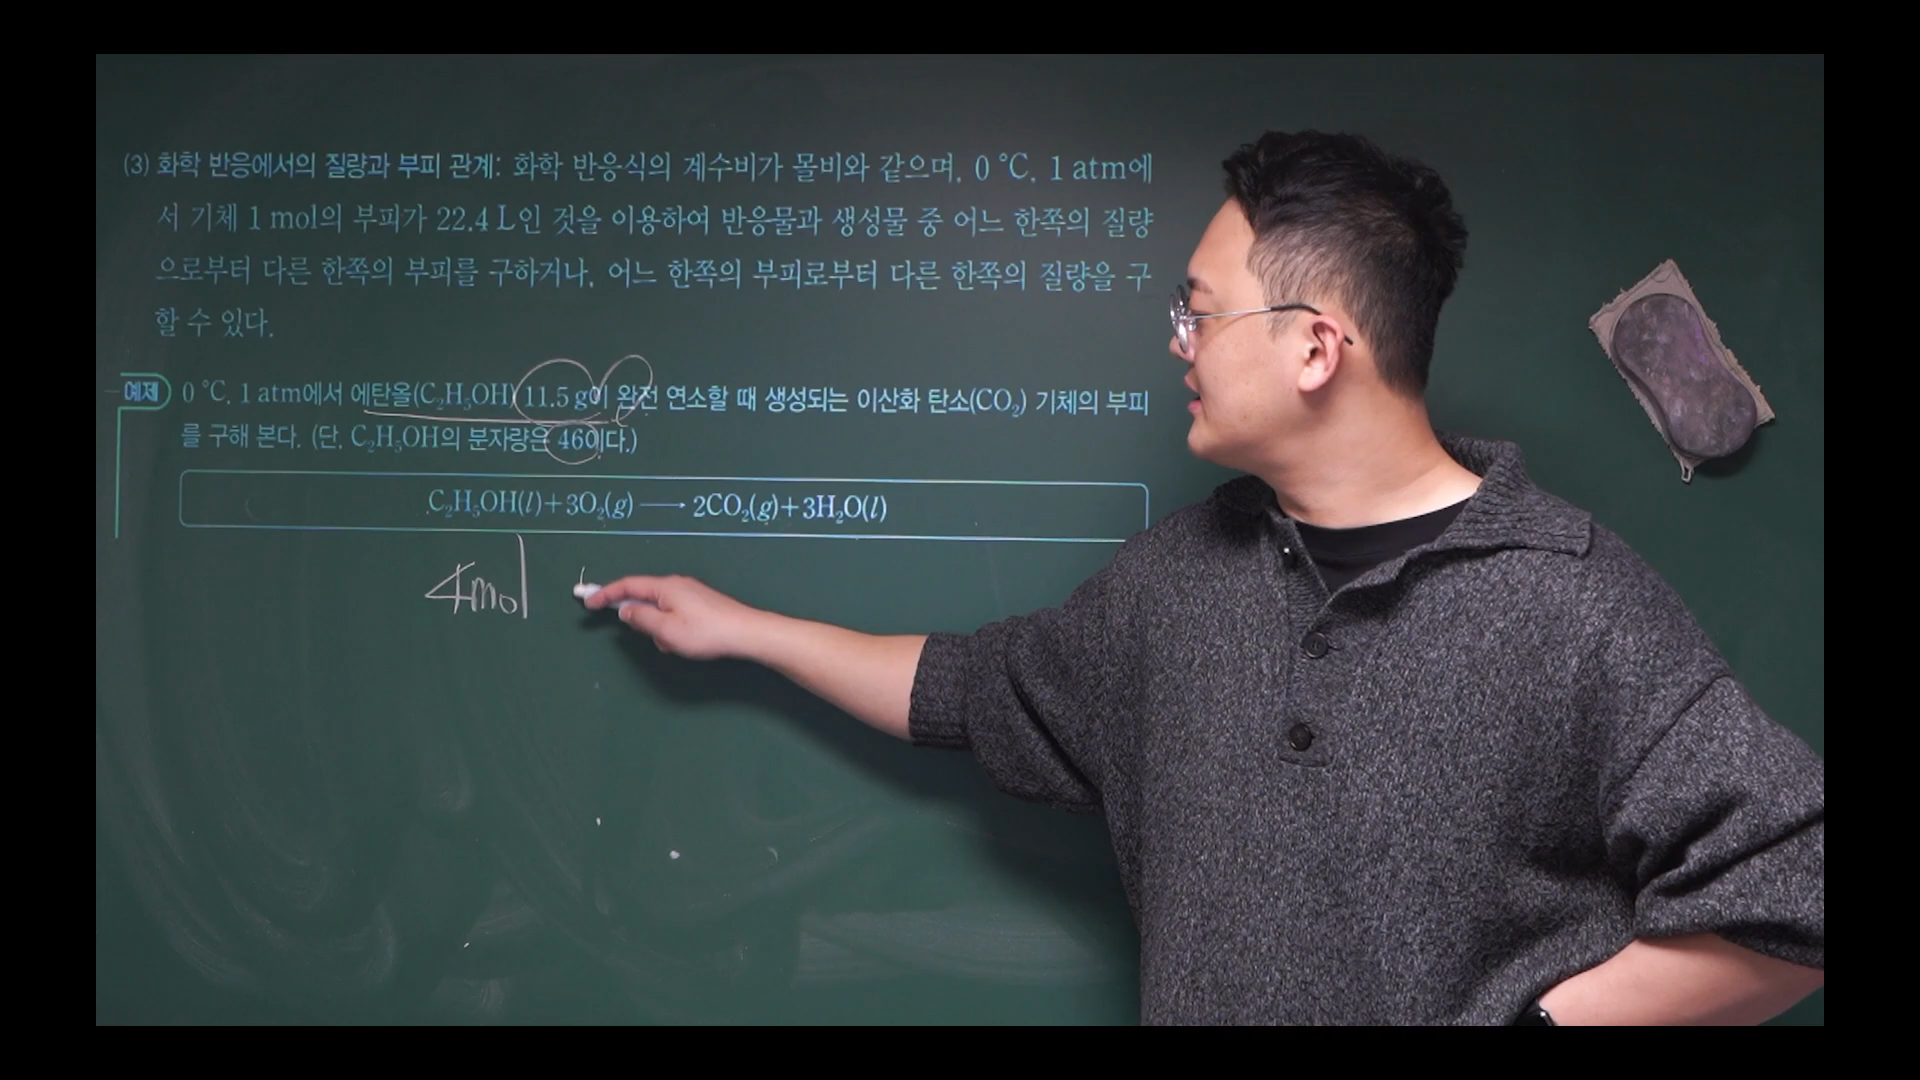 (3) 화학 반응에서의 질량과 부피 관계: 화학 반응식의 계수비가 몰비와 같으며, 0 ℃, 1 atm에
서 기체 1 mol의 부피가 22.4 L인 것을 이용하여 반응물과 생성물 중 어느 한쪽의 질량
으로부터 다른 한쪽의 부피를 구하거나, 어느 한쪽의 부피로부터 다른 한쪽의 질량을 구
할 수 있다.
예제 0 ℃, 1 atm에서 에탄올(C₂H₅OH) 11.5 g이 완전 연소할 때 생성되는 이산화 탄소(CO₂) 기체의 부피
를 구해 본다. (단, C₂H₅OH의 분자량은 46이다.)
C₂H₅OH(l)+3O₂(g) ⟶ 2CO₂(g)+3H₂O(l)
4mol